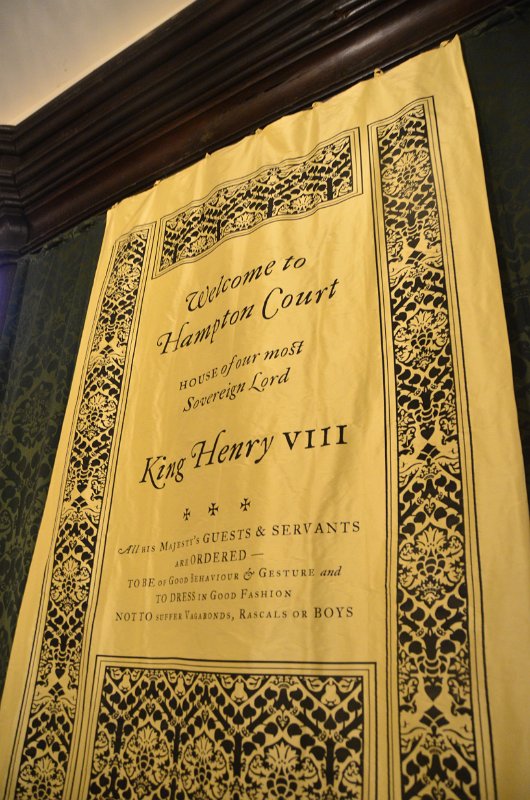 Welcome to
Hampton Court
HOUSE of our most
Sovereign Lord
King Henry VIII
All HIS MAJESTY'S GUESTS & SERVANTS
ARE ORDERED —
TO BE OF GOOD BEHAVIOUR & GESTURE and
TO DRESS IN GOOD FASHION
NOT TO SUFFER VAGABONDS, RASCALS OR BOYS